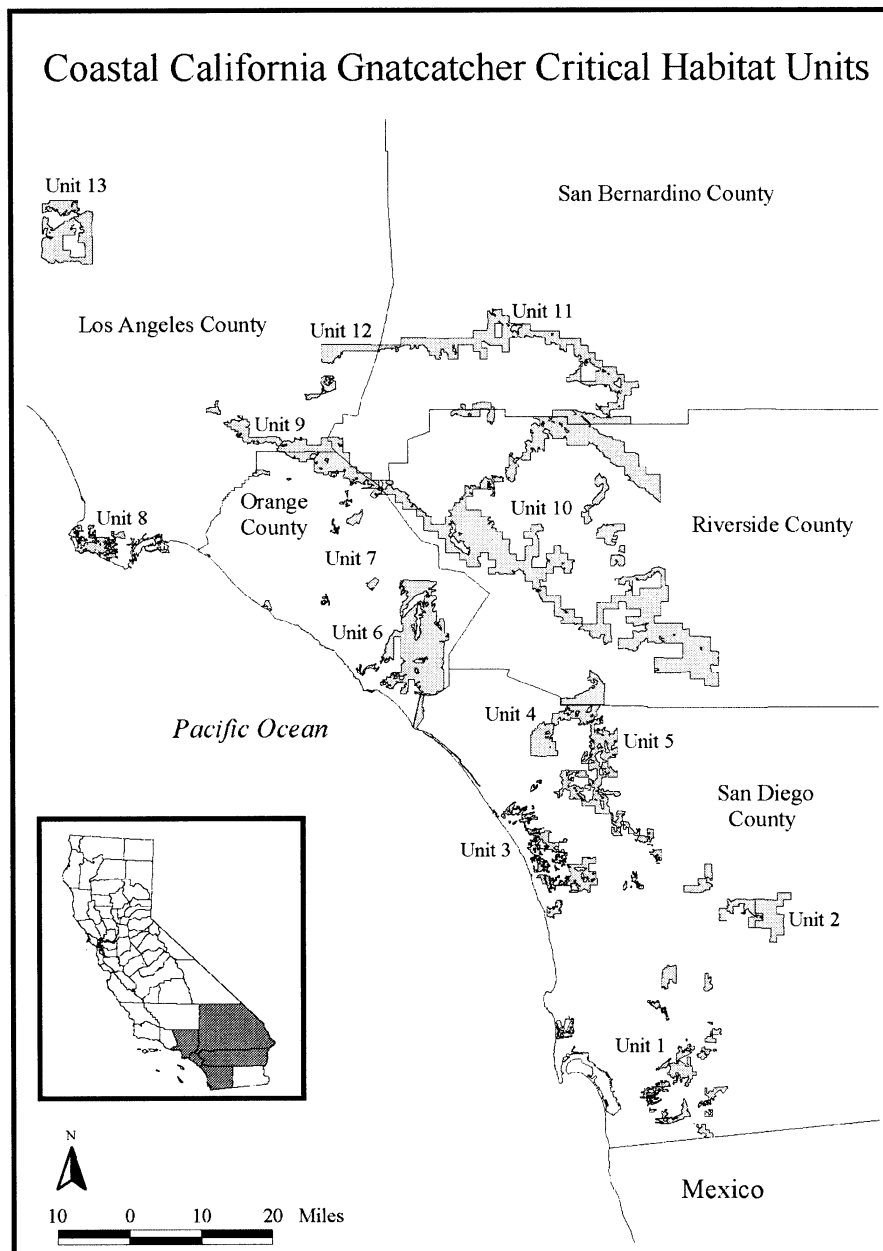 Coastal California Gnatcatcher Critical Habitat Units
Unit 13
San Bernardino County
Los Angeles County
Unit 12
Unit 11
Unit 9
Unit 8
Orange
County
Unit 10
Riverside County
Unit 7
Unit 6
Pacific Ocean
Unit 4
Unit 5
San Diego
County
Unit 3
Unit 2
Unit 1
N
Mexico
10 0 10 20 Miles